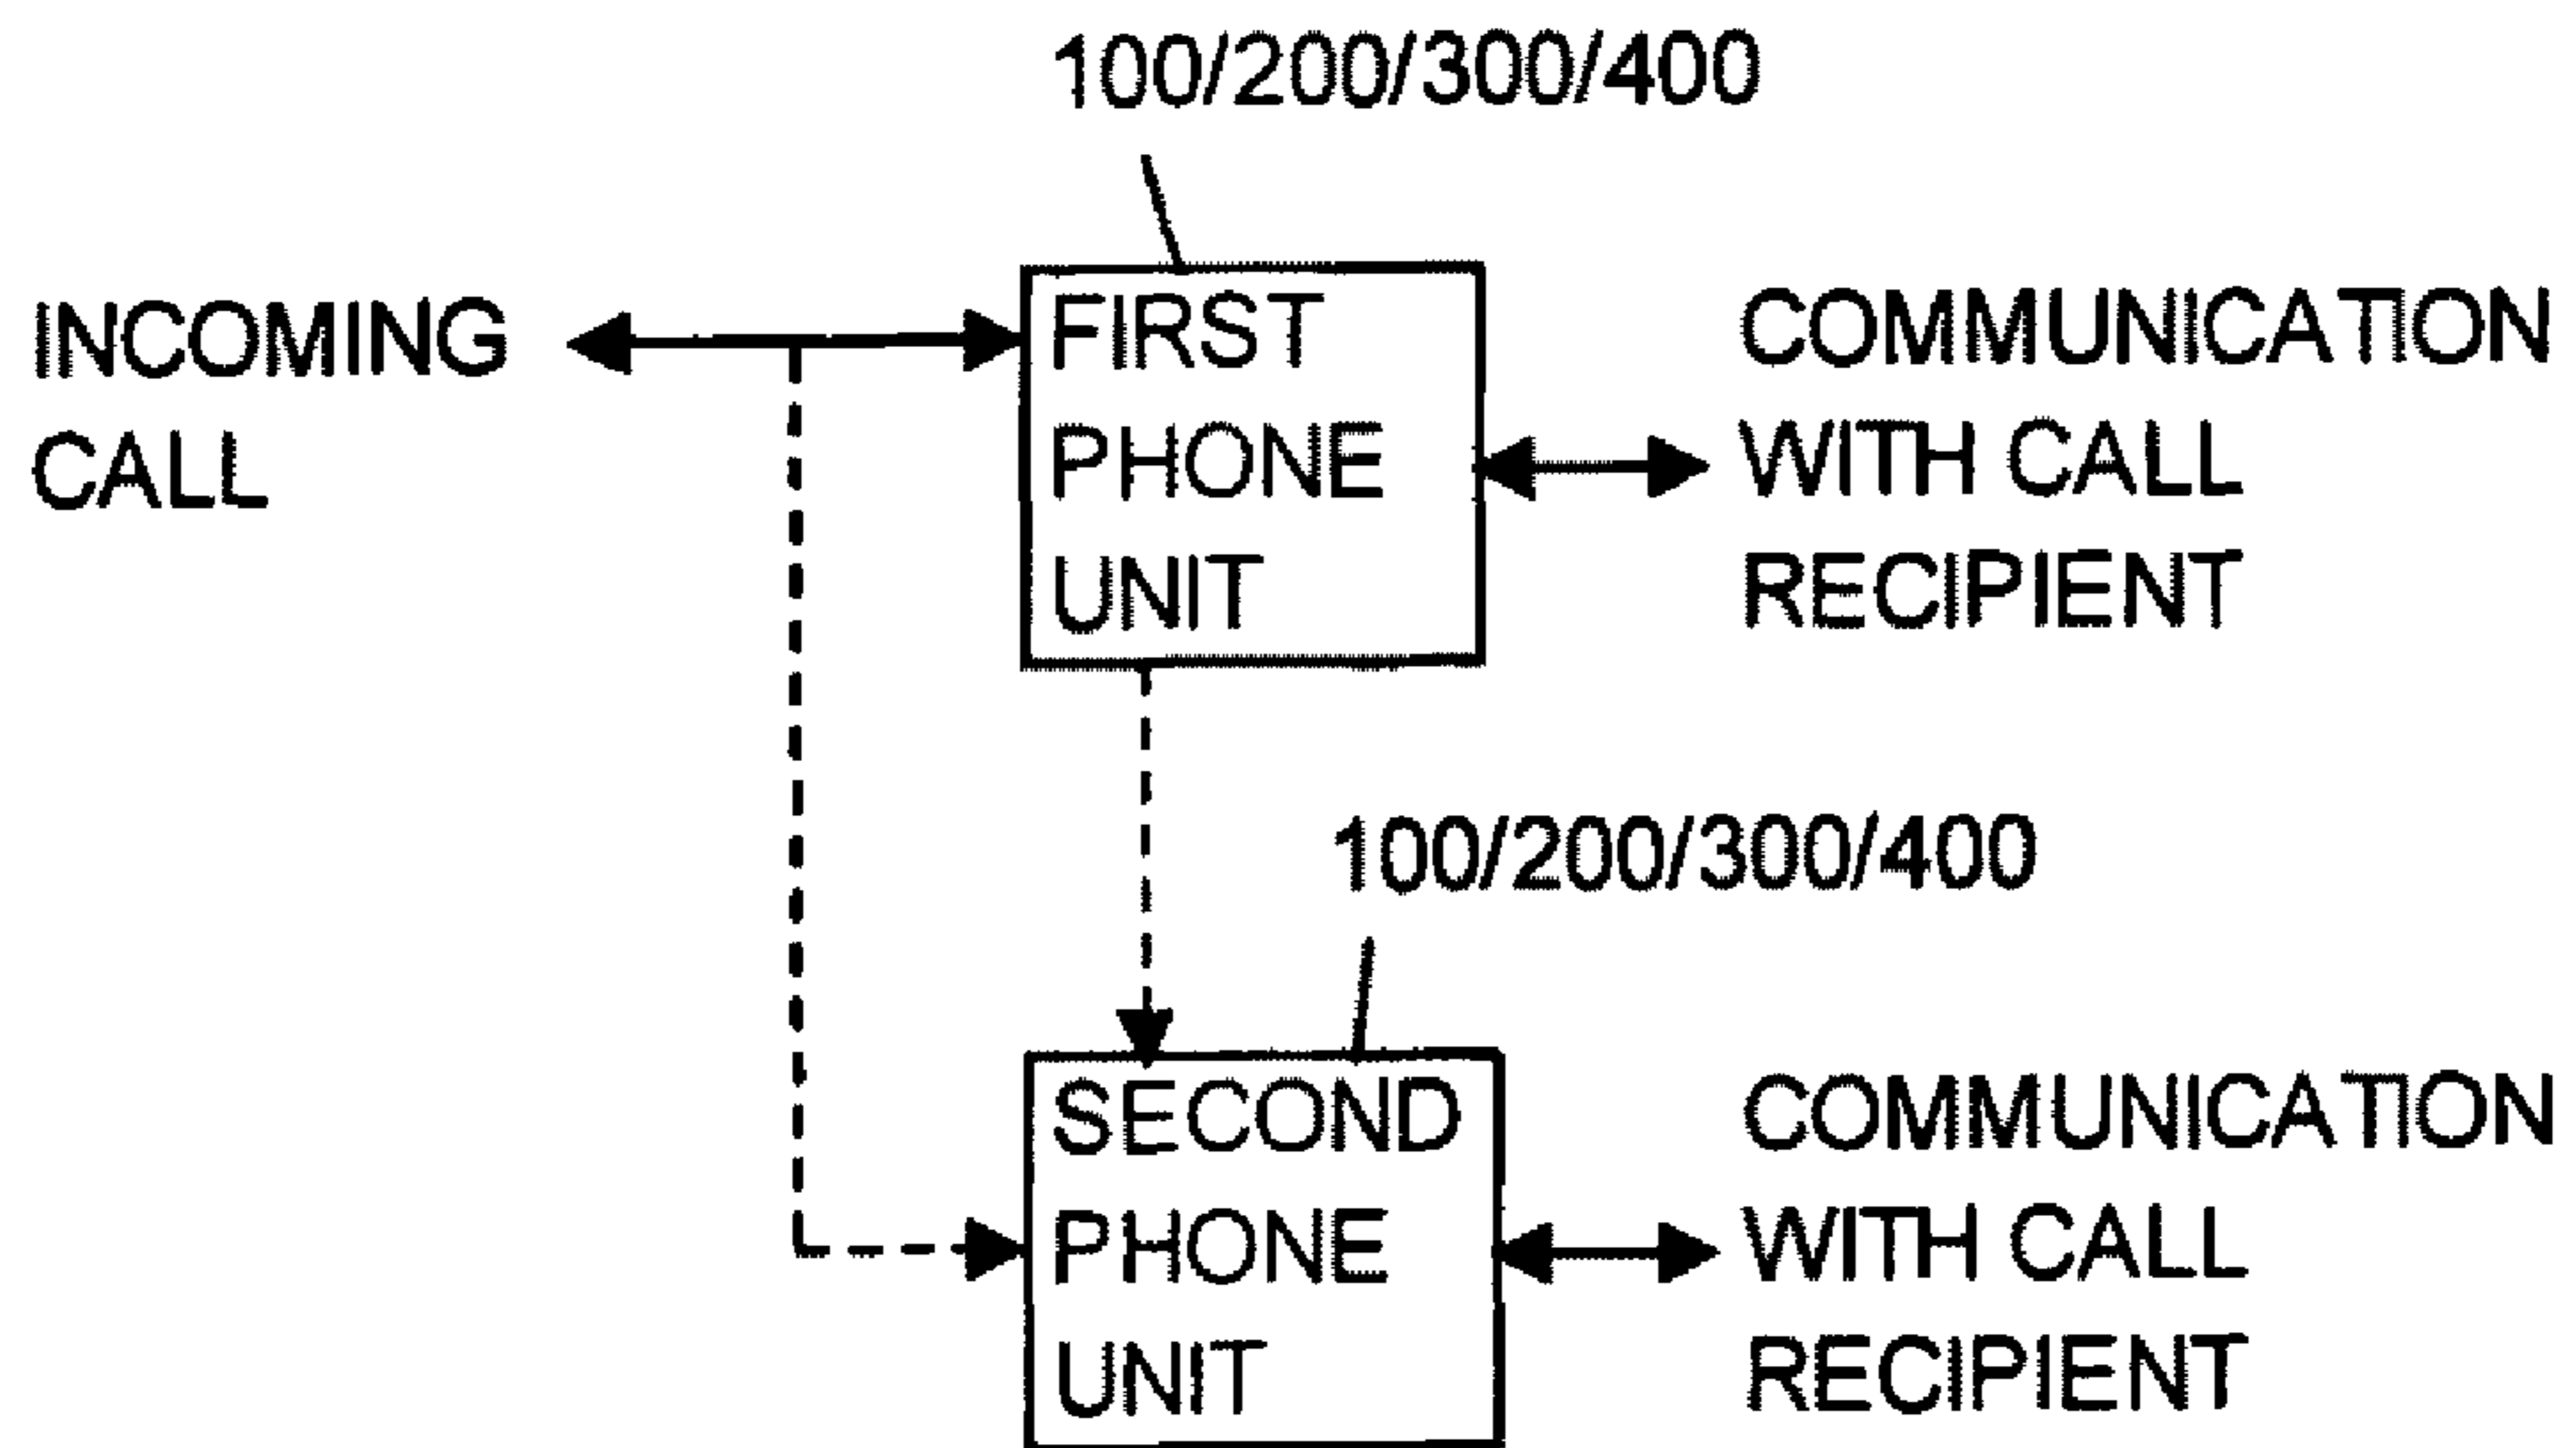 100/200/300/400
INCOMING
CALL
FIRST
PHONE
UNIT
COMMUNICATION
WITH CALL
RECIPIENT
100/200/300/400
SECOND
PHONE
UNIT
COMMUNICATION
WITH CALL
RECIPIENT